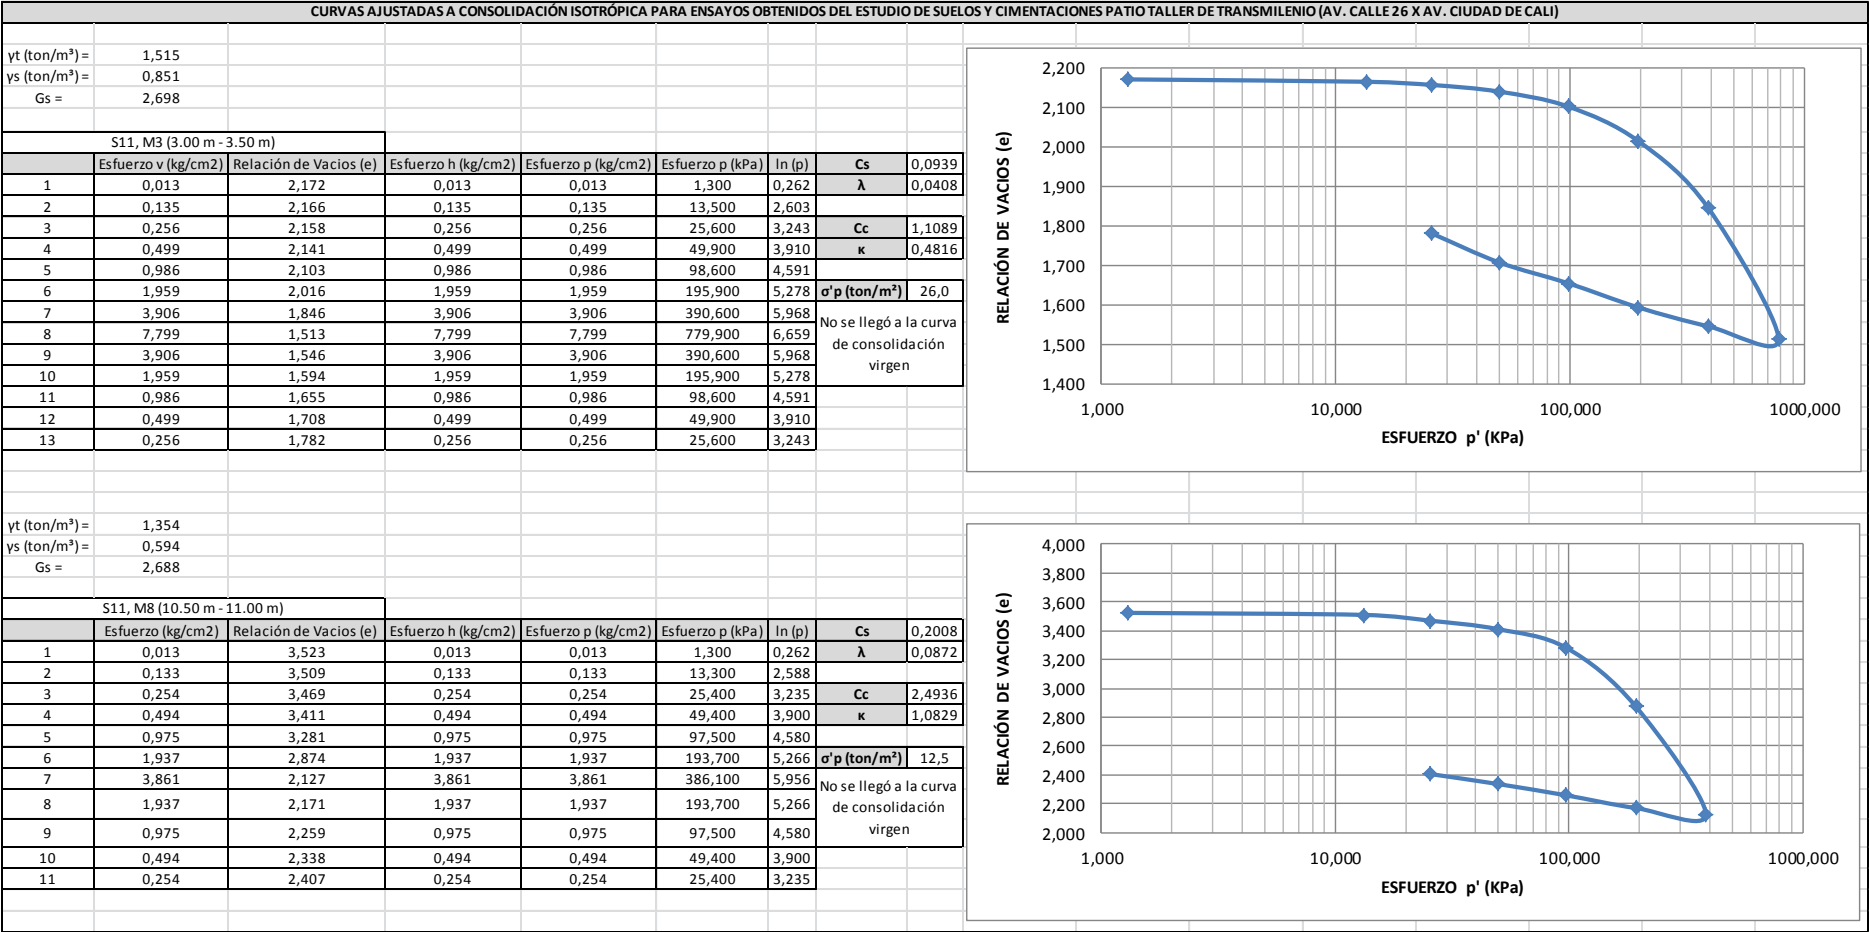 CURVAS AJUSTADAS A CONSOLIDACIÓN ISOTRÓPICA PARA ENSAYOS OBTENIDOS DEL ESTUDIO DE SUELOS Y CIMENTACIONES PATIO TALLER DE TRANSMILENIO (AV. CALLE 26 X AV. CIUDAD DE CALI)
γt (ton/m³) = 1,515
γs (ton/m³) = 0,851
Gs = 2,698
S11, M3 (3.00 m - 3.50 m)
Esfuerzo v (kg/cm2) Relación de Vacios (e) Esfuerzo h (kg/cm2) Esfuerzo p (kg/cm2) Esfuerzo p (kPa) ln (p) Cs 0,0939
1 0,013 2,172 0,013 0,013 1,300 0,262 λ 0,0408
2 0,135 2,166 0,135 0,135 13,500 2,603
3 0,256 2,158 0,256 0,256 25,600 3,243 Cc 1,1089
4 0,499 2,141 0,499 0,499 49,900 3,910 κ 0,4816
5 0,986 2,103 0,986 0,986 98,600 4,591
6 1,959 2,016 1,959 1,959 195,900 5,278 σ'p (ton/m²) 26,0
7 3,906 1,846 3,906 3,906 390,600 5,968
8 7,799 1,513 7,799 7,799 779,900 6,659
9 3,906 1,546 3,906 3,906 390,600 5,968
10 1,959 1,594 1,959 1,959 195,900 5,278
11 0,986 1,655 0,986 0,986 98,600 4,591
12 0,499 1,708 0,499 0,499 49,900 3,910
13 0,256 1,782 0,256 0,256 25,600 3,243
No se llegó a la curva
de consolidación
virgen
RELACIÓN DE VACIOS (e)
2,200
2,100
2,000
1,900
1,800
1,700
1,600
1,500
1,400
1,000 10,000 100,000 1000,000
ESFUERZO p' (KPa)
γt (ton/m³) = 1,354
γs (ton/m³) = 0,594
Gs = 2,688
S11, M8 (10.50 m - 11.00 m)
Esfuerzo (kg/cm2) Relación de Vacios (e) Esfuerzo h (kg/cm2) Esfuerzo p (kg/cm2) Esfuerzo p (kPa) ln (p) Cs 0,2008
1 0,013 3,523 0,013 0,013 1,300 0,262 λ 0,0872
2 0,133 3,509 0,133 0,133 13,300 2,588
3 0,254 3,469 0,254 0,254 25,400 3,235 Cc 2,4936
4 0,494 3,411 0,494 0,494 49,400 3,900 κ 1,0829
5 0,975 3,281 0,975 0,975 97,500 4,580
6 1,937 2,874 1,937 1,937 193,700 5,266 σ'p (ton/m²) 12,5
7 3,861 2,127 3,861 3,861 386,100 5,956
8 1,937 2,171 1,937 1,937 193,700 5,266
9 0,975 2,259 0,975 0,975 97,500 4,580
10 0,494 2,338 0,494 0,494 49,400 3,900
11 0,254 2,407 0,254 0,254 25,400 3,235
No se llegó a la curva
de consolidación
virgen
RELACIÓN DE VACIOS (e)
4,000
3,800
3,600
3,400
3,200
3,000
2,800
2,600
2,400
2,200
2,000
1,000 10,000 100,000 1000,000
ESFUERZO p' (KPa)